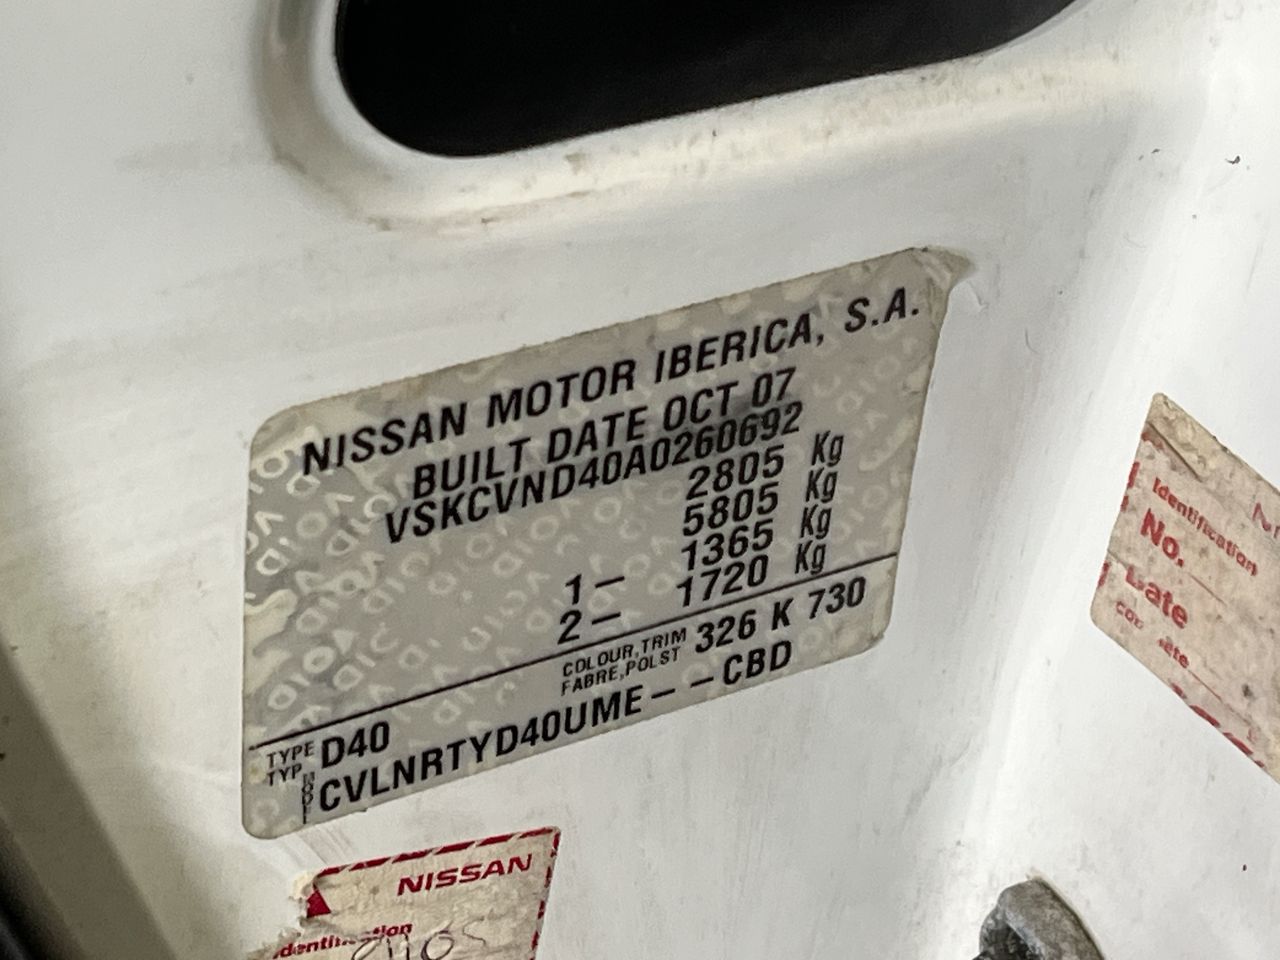 NISSAN MOTOR IBERICA, S.A.
BUILT DATE OCT 07
VSKCVND40A0260692
2805 Kg
5805 Kg
1 - 1365 Kg
2 - 1720 Kg
COLOUR,TRIM 326 K 730
FABRE,POLST
TYPE D40
TYP
MODEL CVLNRTYD40UME--CBD
NISSAN
Identification
No.
Date